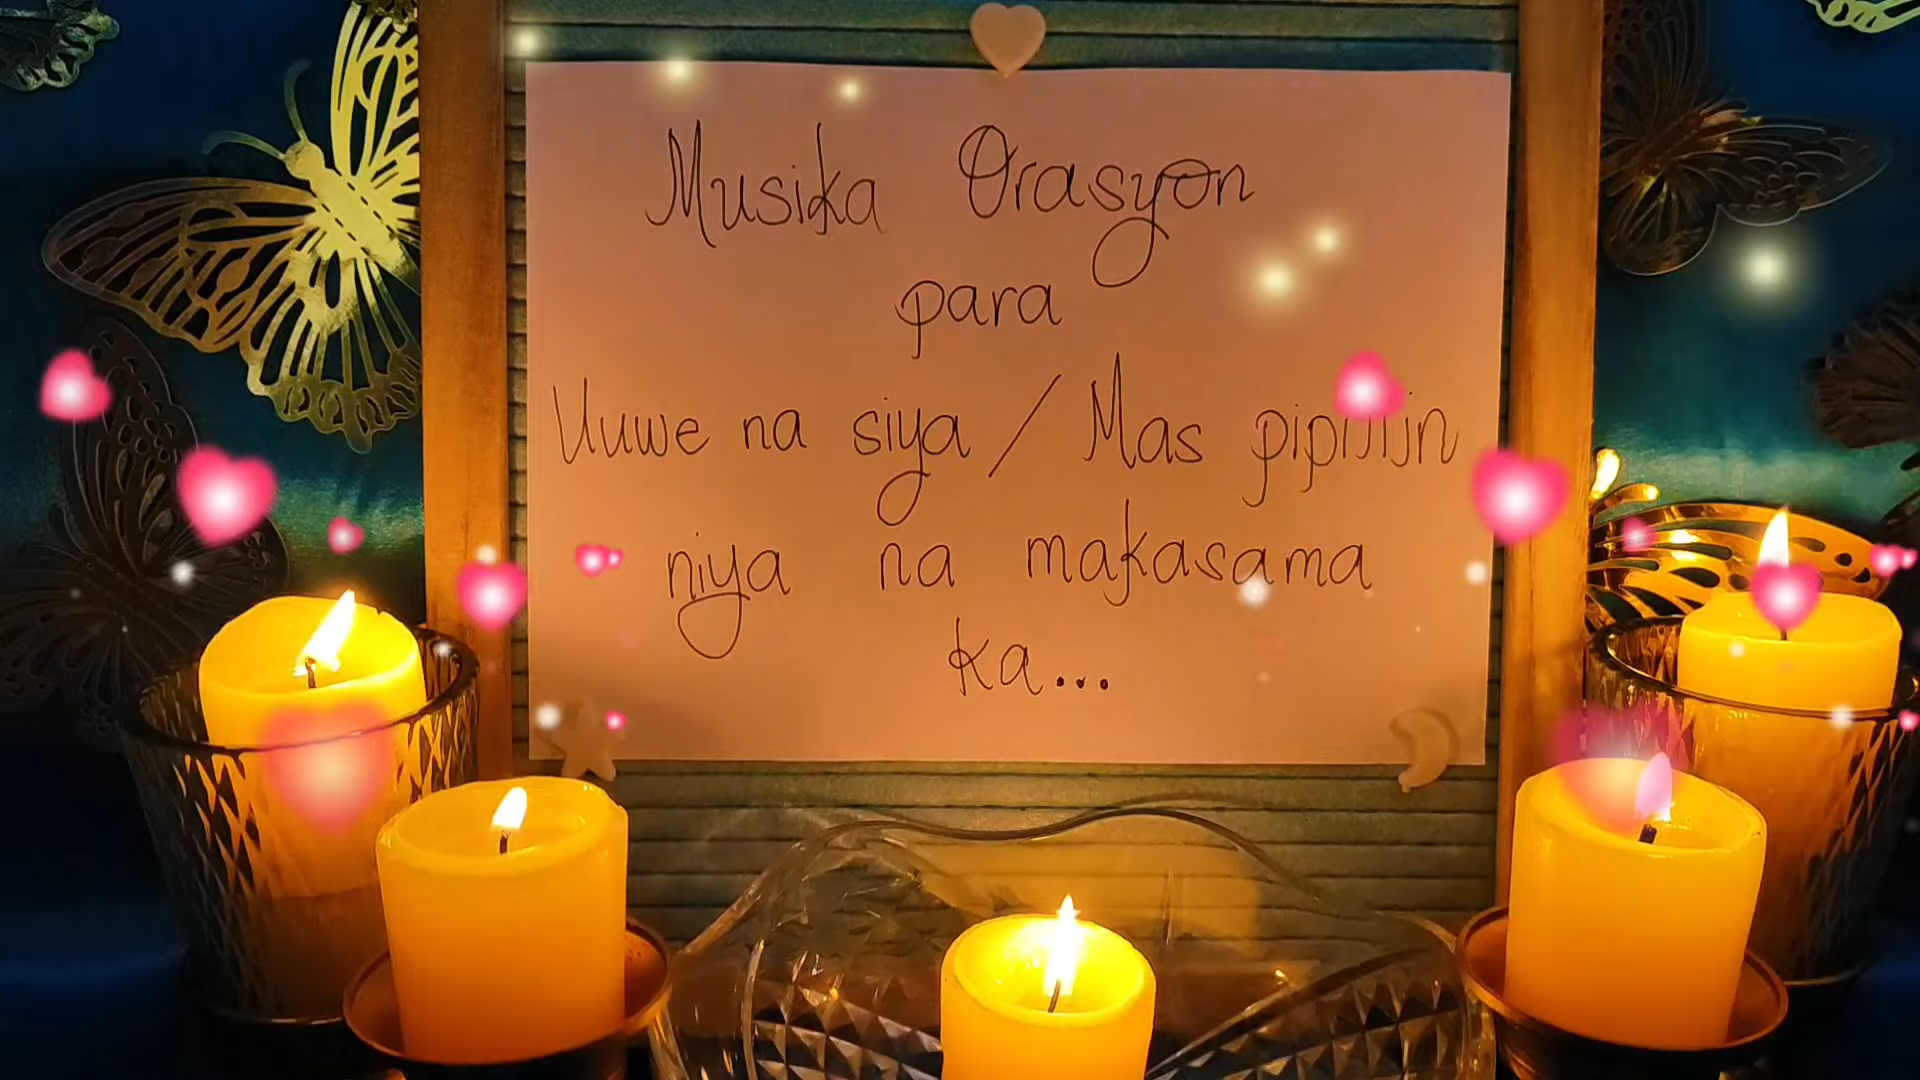 Musika Orasyon
para
Uuwe na siya / Mas pipiliin
niya na makasama
ka...